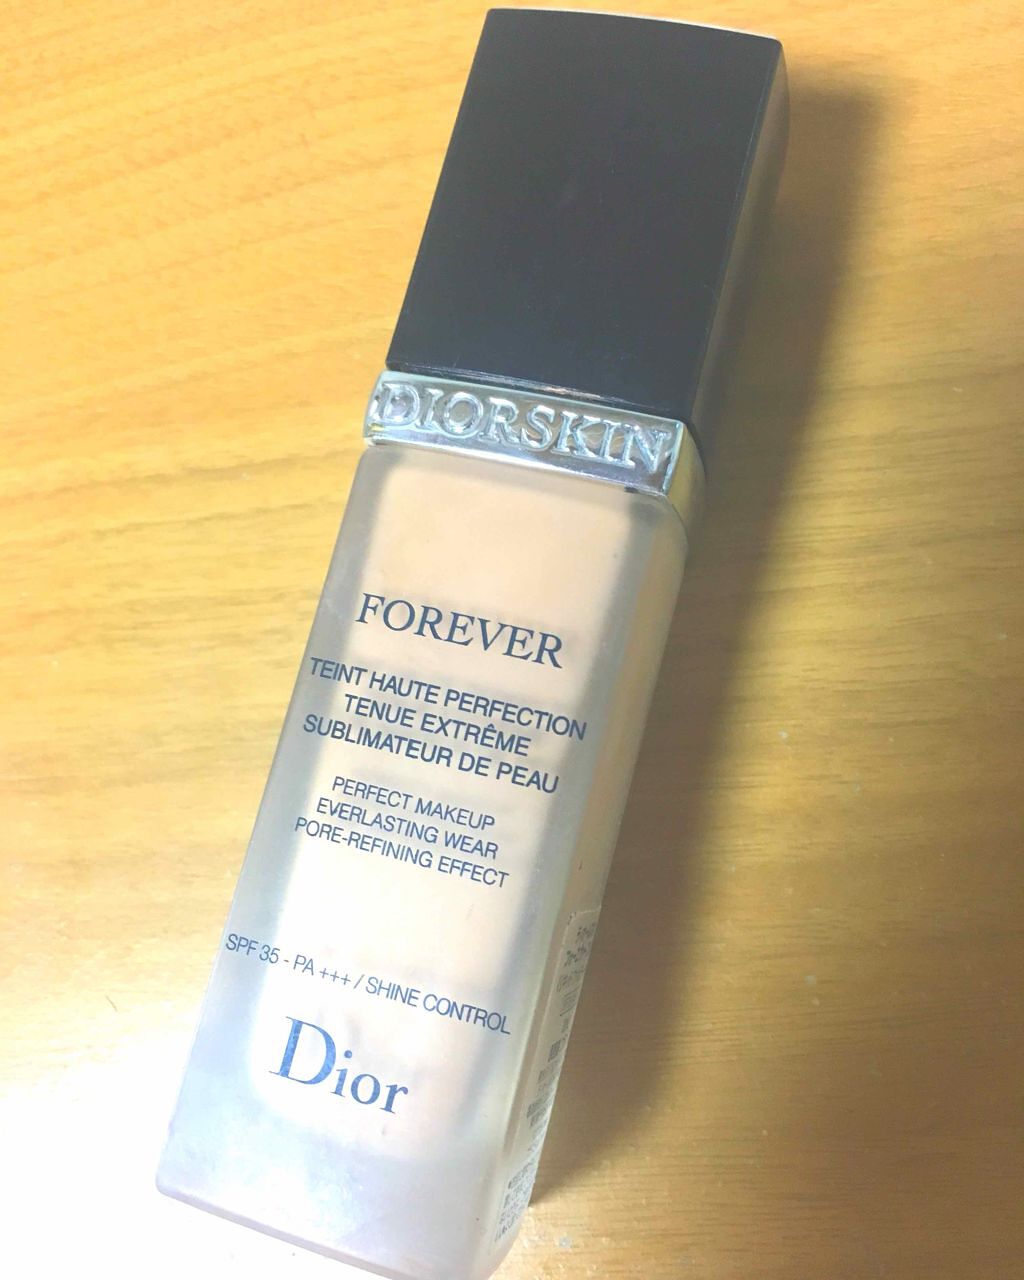 DIORSKIN
FOREVER
TEINT HAUTE PERFECTION
TENUE EXTRÊME
SUBLIMATEUR DE PEAU
PERFECT MAKEUP
EVERLASTING WEAR
PORE-REFINING EFFECT
SPF 35 - PA +++ / SHINE CONTROL
Dior